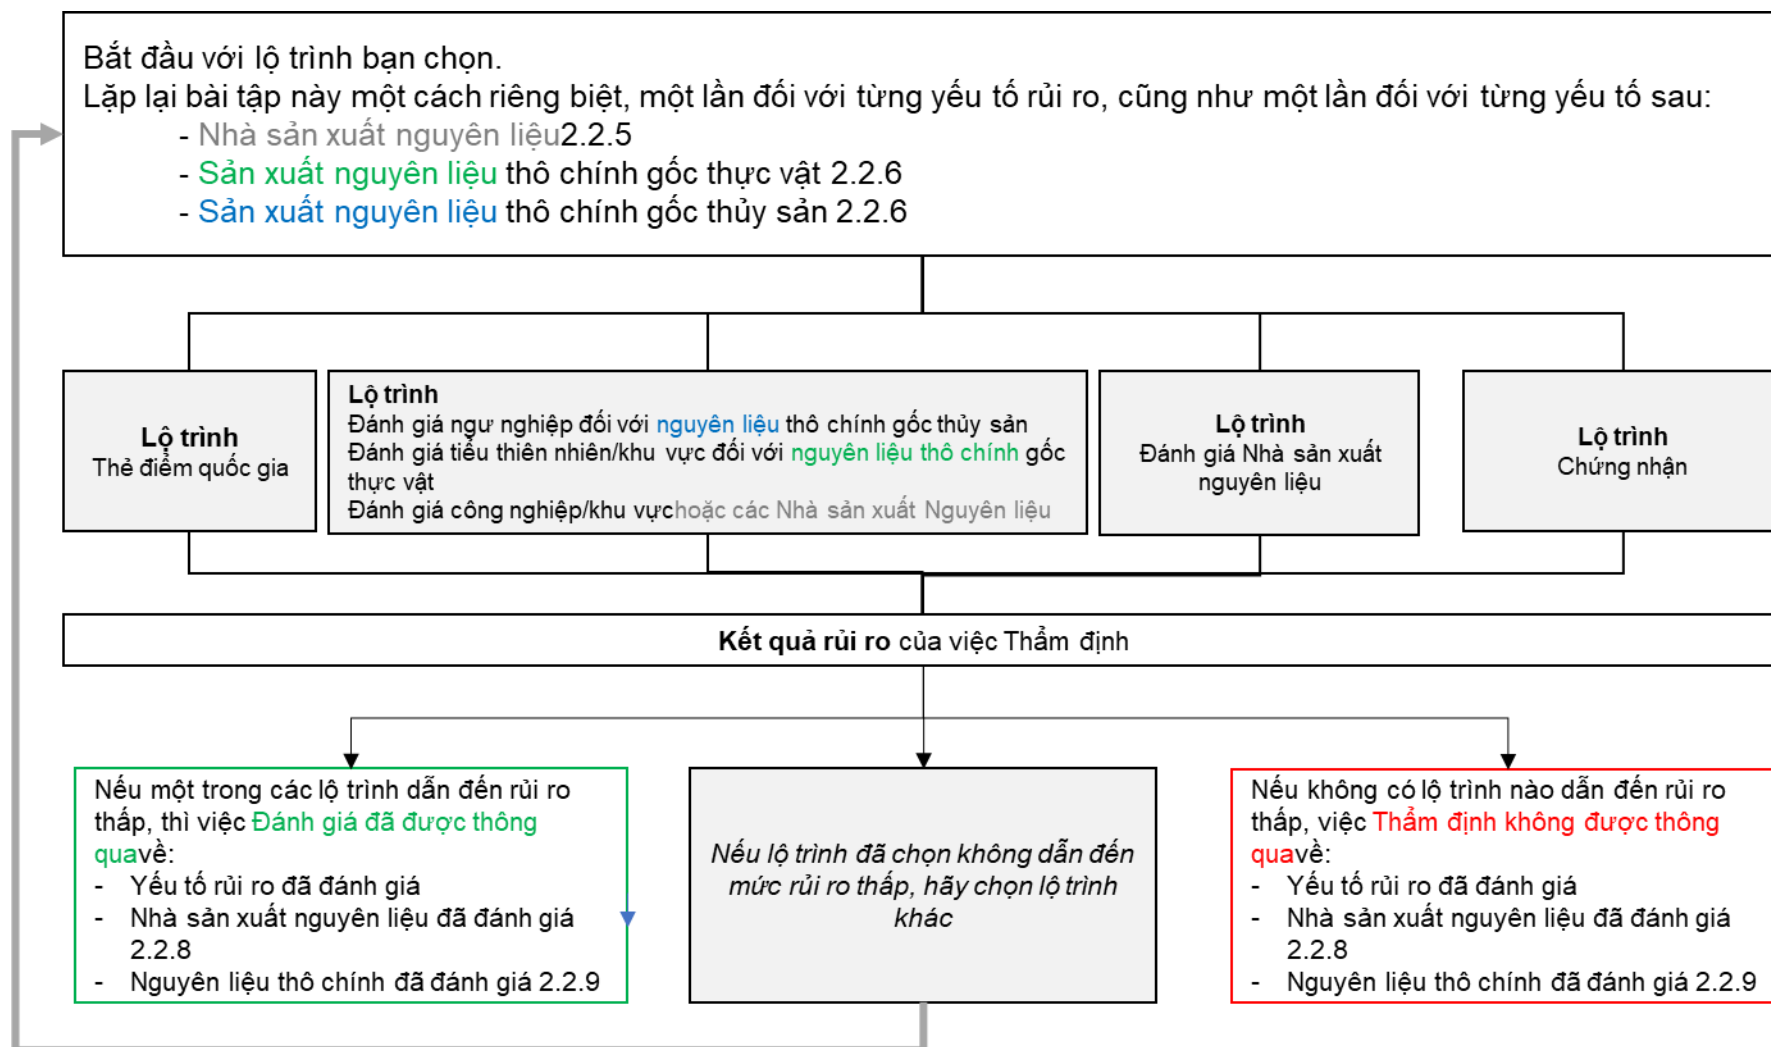 Bắt đầu với lộ trình bạn chọn.
Lặp lại bài tập này một cách riêng biệt, một lần đối với từng yếu tố rủi ro, cũng như một lần đối với từng yếu tố sau:
- Nhà sản xuất nguyên liệu2.2.5
- Sản xuất nguyên liệu thô chính gốc thực vật 2.2.6
- Sản xuất nguyên liệu thô chính gốc thủy sản 2.2.6
Lộ trình
Thẻ điểm quốc gia
Lộ trình
Đánh giá ngư nghiệp đối với nguyên liệu thô chính gốc thủy sản
Đánh giá tiểu thiên nhiên/khu vực đối với nguyên liệu thô chính gốc
thực vật
Đánh giá công nghiệp/khu vựchoặc các Nhà sản xuất Nguyên liệu
Lộ trình
Đánh giá Nhà sản xuất
nguyên liệu
Lộ trình
Chứng nhận
Kết quả rủi ro của việc Thẩm định
Nếu một trong các lộ trình dẫn đến rủi ro
thấp, thì việc Đánh giá đã được thông
quavề:
- Yếu tố rủi ro đã đánh giá
- Nhà sản xuất nguyên liệu đã đánh giá
2.2.8
- Nguyên liệu thô chính đã đánh giá 2.2.9
Nếu lộ trình đã chọn không dẫn đến
mức rủi ro thấp, hãy chọn lộ trình
khác
Nếu không có lộ trình nào dẫn đến rủi ro
thấp, việc Thẩm định không được thông
quavề:
- Yếu tố rủi ro đã đánh giá
- Nhà sản xuất nguyên liệu đã đánh giá
2.2.8
- Nguyên liệu thô chính đã đánh giá 2.2.9